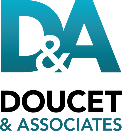 D&A
DOUCET
& ASSOCIATES